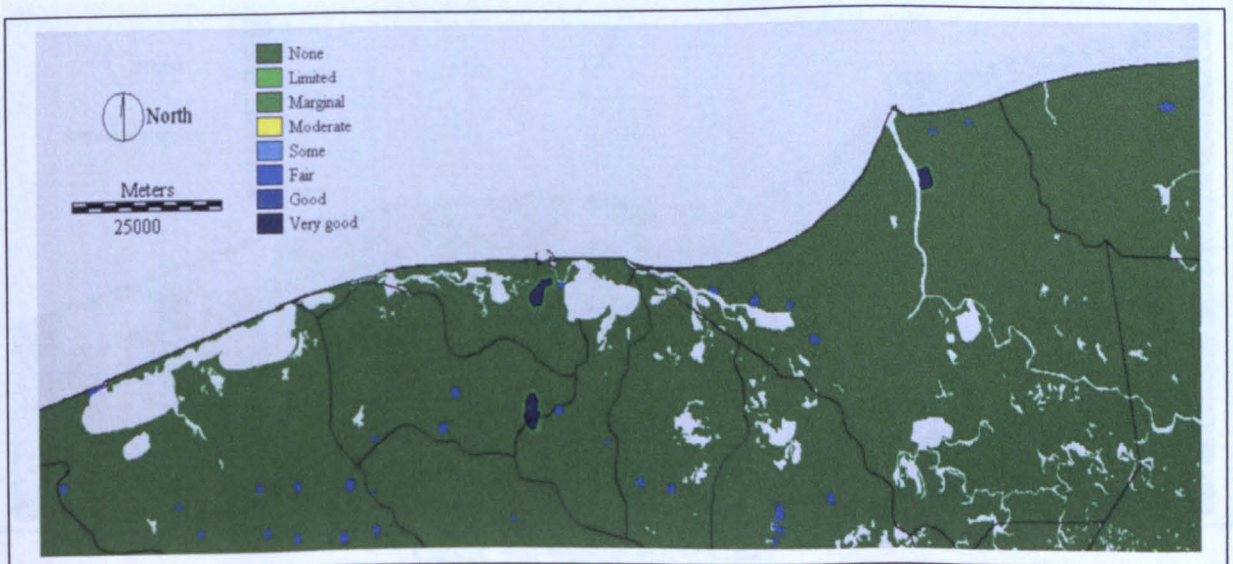 None
Limited
Marginal
Moderate
Some
Fair
Good
Very good
North
Meters
25000